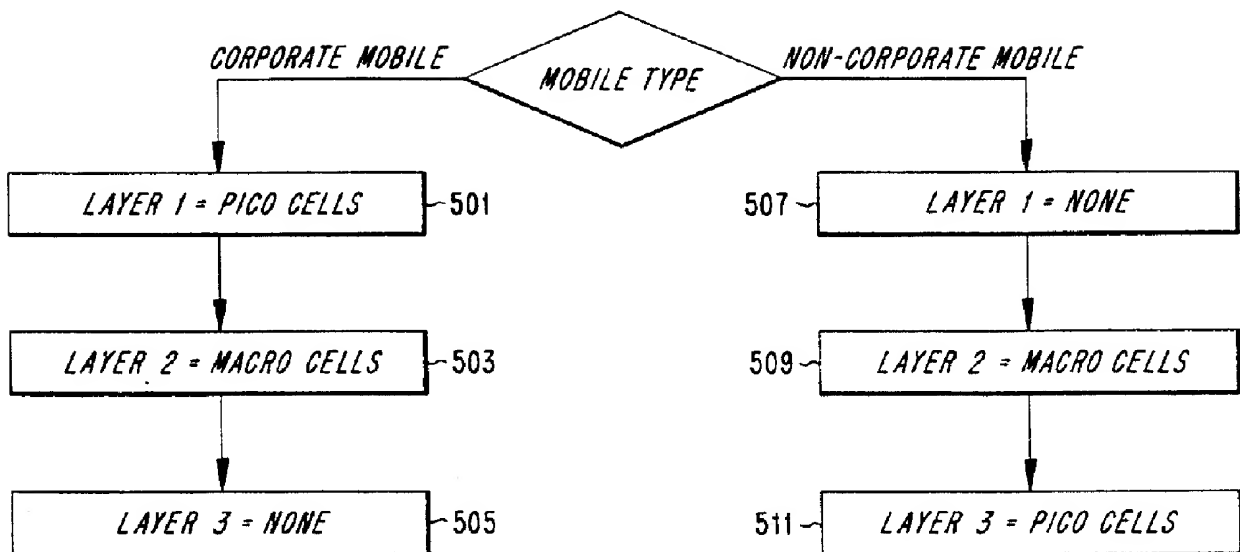 CORPORATE MOBILE
MOBILE TYPE
NON-CORPORATE MOBILE
LAYER 1 = PICO CELLS
501
507
LAYER 1 = NONE
LAYER 2 = MACRO CELLS
503
509
LAYER 2 = MACRO CELLS
LAYER 3 = NONE
505
511
LAYER 3 = PICO CELLS